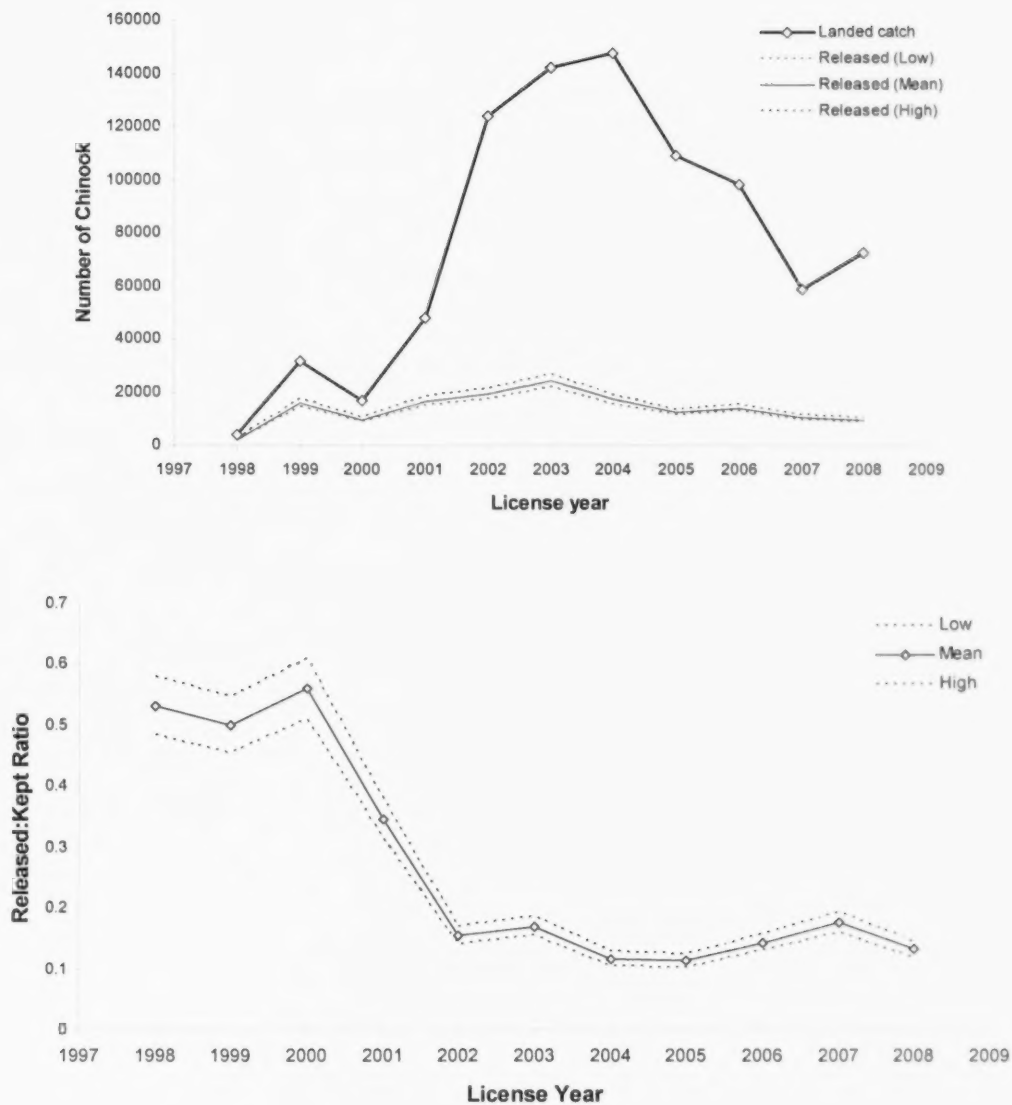 160000
140000
120000
100000
80000
60000
40000
20000
0
Number of Chinook
Landed catch
Released (Low)
Released (Mean)
Released (High)
1997 1998 1999 2000 2001 2002 2003 2004 2005 2006 2007 2008 2009
License year
0.7
0.6
0.5
0.4
0.3
0.2
0.1
0
Released:Kept Ratio
Low
Mean
High
1997 1998 1999 2000 2001 2002 2003 2004 2005 2006 2007 2008 2009
License Year